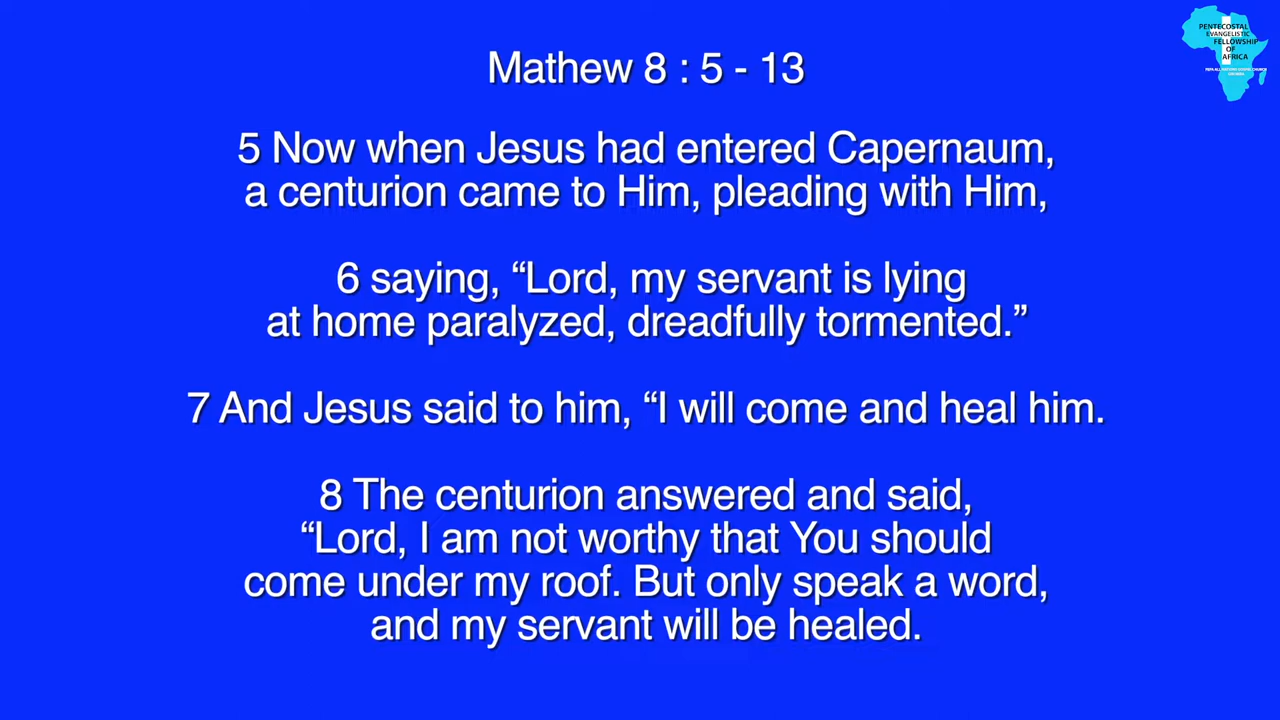 Mathew 8 : 5 - 13
5 Now when Jesus had entered Capernaum,
a centurion came to Him, pleading with Him,
6 saying, “Lord, my servant is lying
at home paralyzed, dreadfully tormented.”
7 And Jesus said to him, “I will come and heal him.
8 The centurion answered and said,
“Lord, I am not worthy that You should
come under my roof. But only speak a word,
and my servant will be healed.
PENTECOSTAL
EVANGELISTIC
FELLOWSHIP
OF
AFRICA